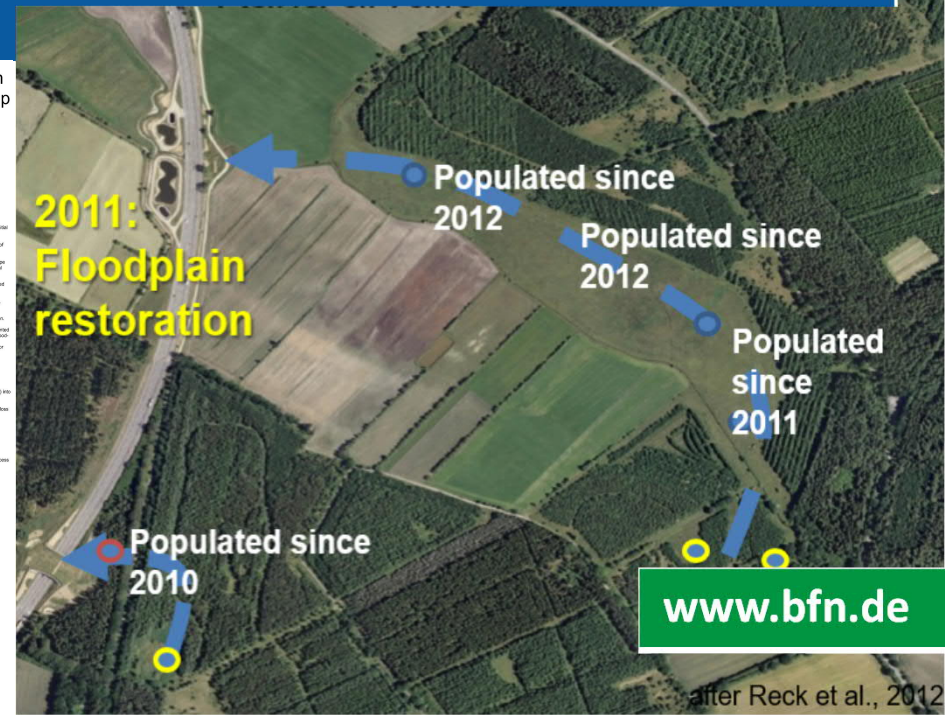 Populated since
2012
2011:
Floodplain
restoration
Populated since
2012
Populated
since
2011
Populated since
2010
www.bfn.de
after Reck et al., 2012